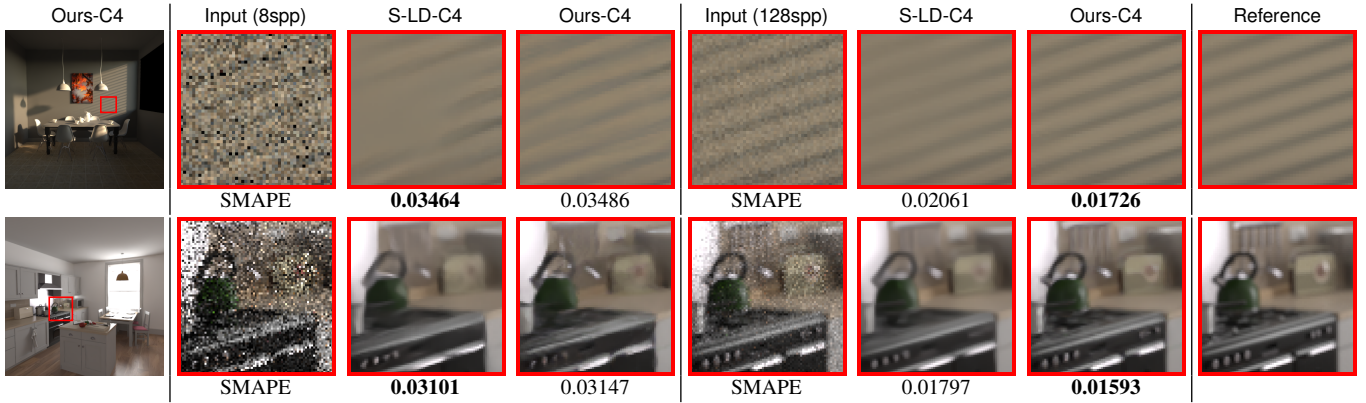 Ours-C4 Input (8spp) S-LD-C4 Ours-C4 Input (128spp) S-LD-C4 Ours-C4 Reference
SMAPE 0.03464 0.03486 SMAPE 0.02061 0.01726
SMAPE 0.03101 0.03147 SMAPE 0.01797 0.01593